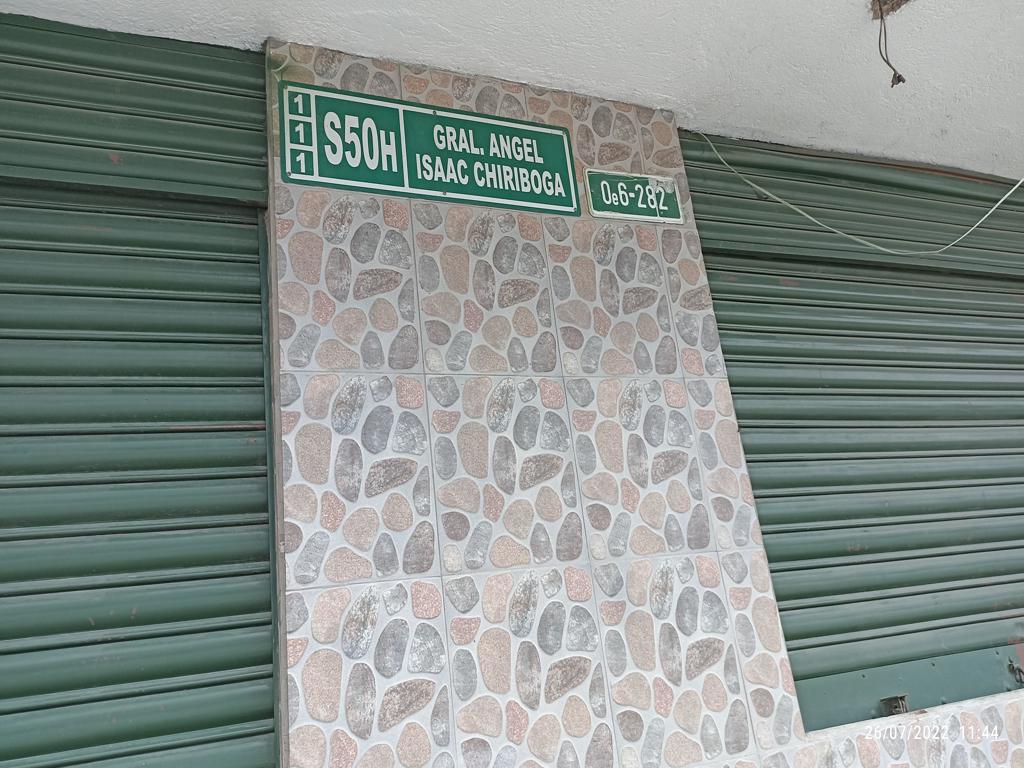 1
1
1
S50H
GRAL. ANGEL
ISAAC CHIRIBOGA
Oe6-282
26/07/2022 11:44